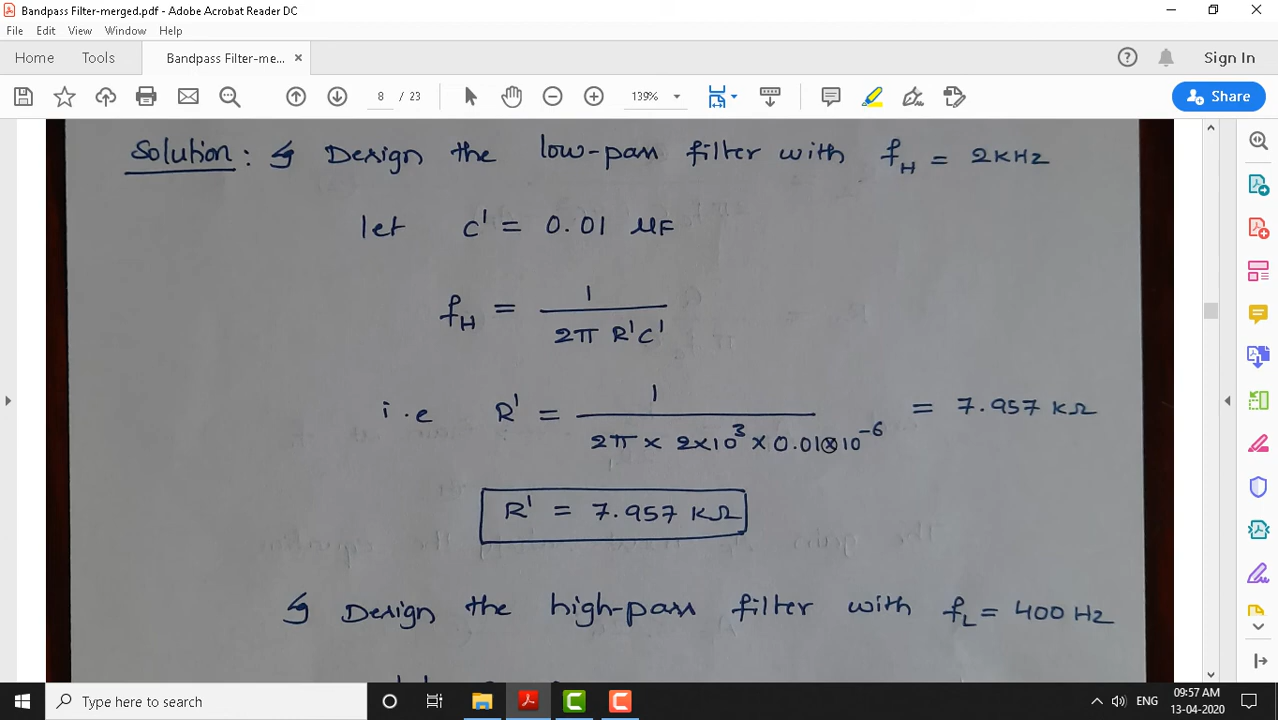 Bandpass Filter-merged.pdf - Adobe Acrobat Reader DC
File Edit View Window Help
Home Tools Bandpass Filter-me... × Sign In
8 / 23 139% Share
Solution: Design the low-pass filter with fH = 2KHz
let C' = 0.01 μF
fH = 1 / 2π R'C'
i.e R' = 1 / 2π × 2×10^3 × 0.01⊗10^-6 = 7.957 KΩ
R' = 7.957 KΩ
Design the high-pass filter with fL = 400 Hz
Type here to search
ENG
09:57 AM
13-04-2020